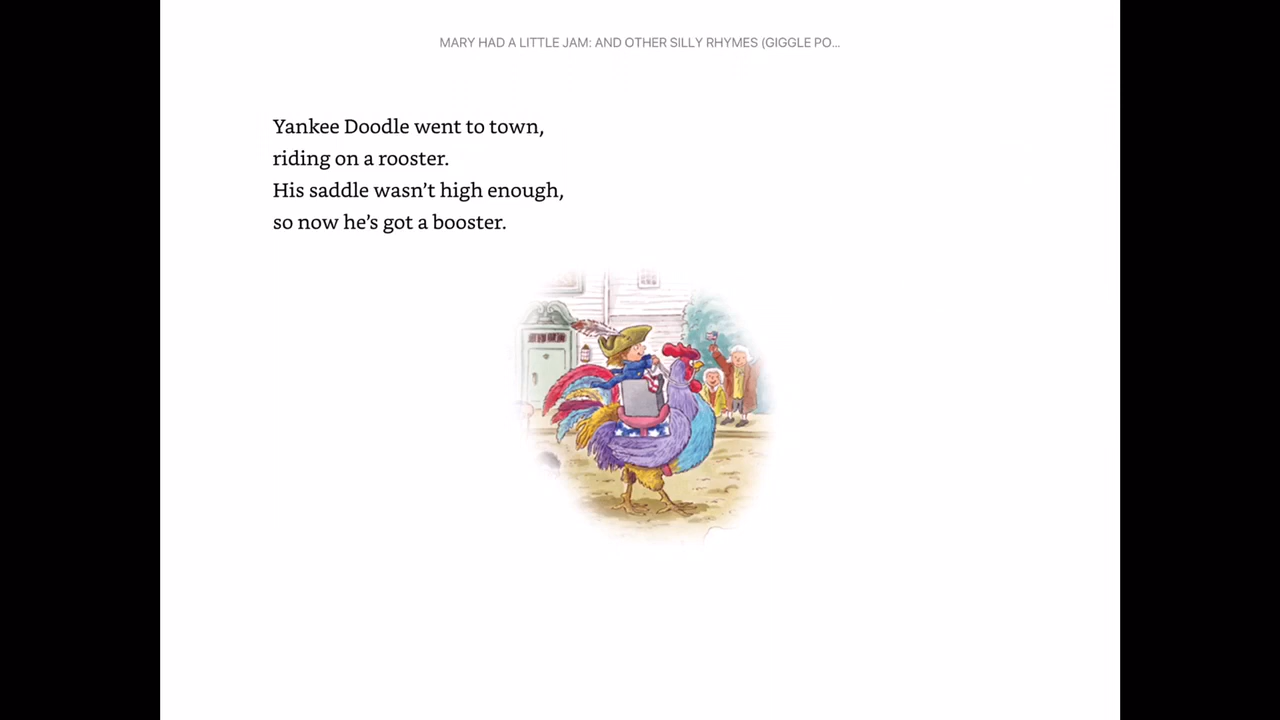 MARY HAD A LITTLE JAM: AND OTHER SILLY RHYMES (GIGGLE PO...
Yankee Doodle went to town,
riding on a rooster.
His saddle wasn’t high enough,
so now he’s got a booster.